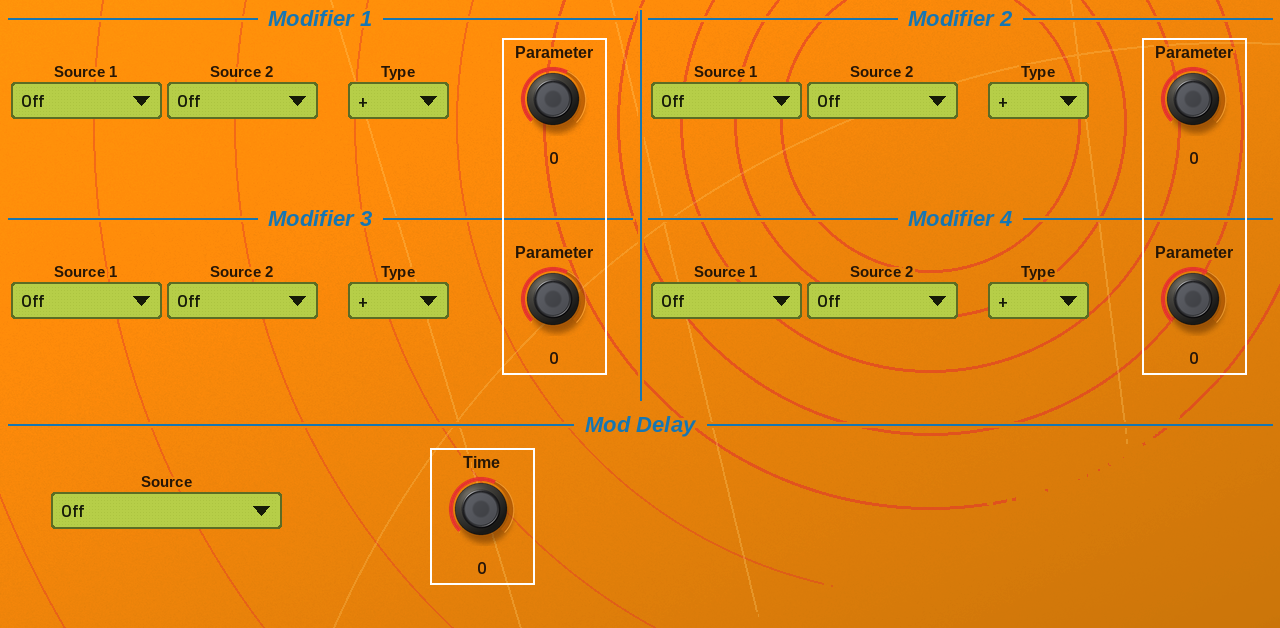 Modifier 1
Source 1 Source 2 Type Parameter
Off Off +
0
Modifier 2
Source 1 Source 2 Type Parameter
Off Off +
0
Modifier 3
Source 1 Source 2 Type Parameter
Off Off +
0
Modifier 4
Source 1 Source 2 Type Parameter
Off Off +
0
Mod Delay
Source Time
Off
0